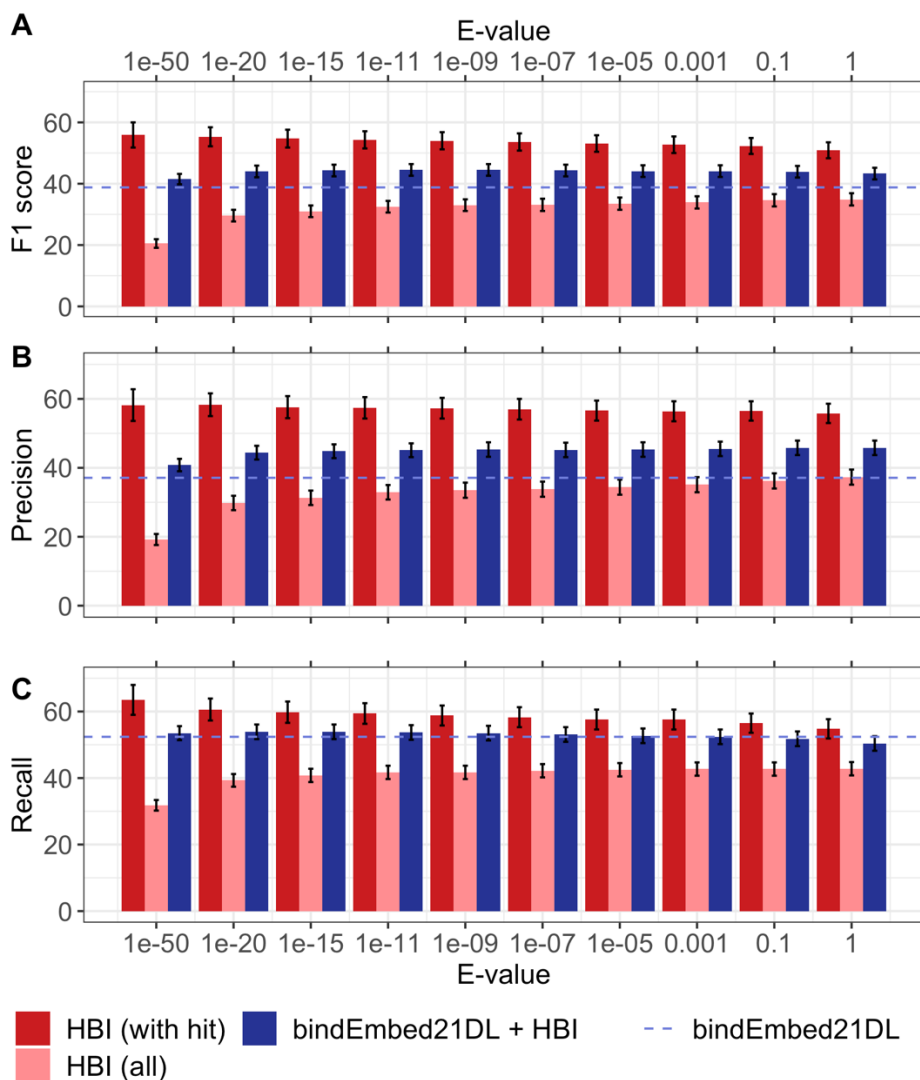 A
E-value
1e-50 1e-20 1e-15 1e-11 1e-09 1e-07 1e-05 0.001 0.1 1
F1 score
60
40
20
0
B
Precision
60
40
20
0
C
Recall
60
40
20
0
1e-50 1e-20 1e-15 1e-11 1e-09 1e-07 1e-05 0.001 0.1 1
E-value
HBI (with hit) bindEmbed21DL + HBI bindEmbed21DL
HBI (all)